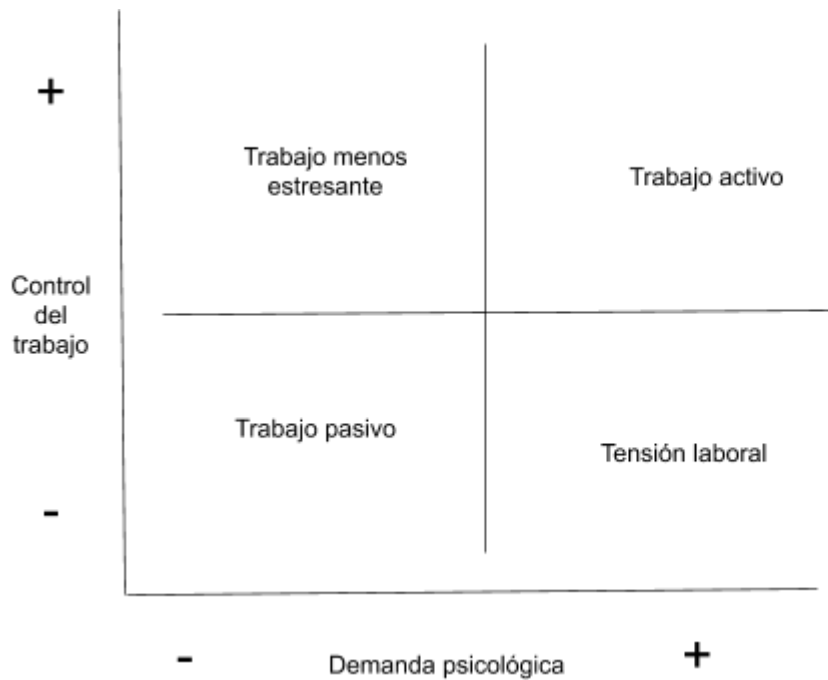 +
Trabajo menos
estresante
Trabajo activo
Control
del
trabajo
Trabajo pasivo
Tensión laboral
-
- Demanda psicológica +